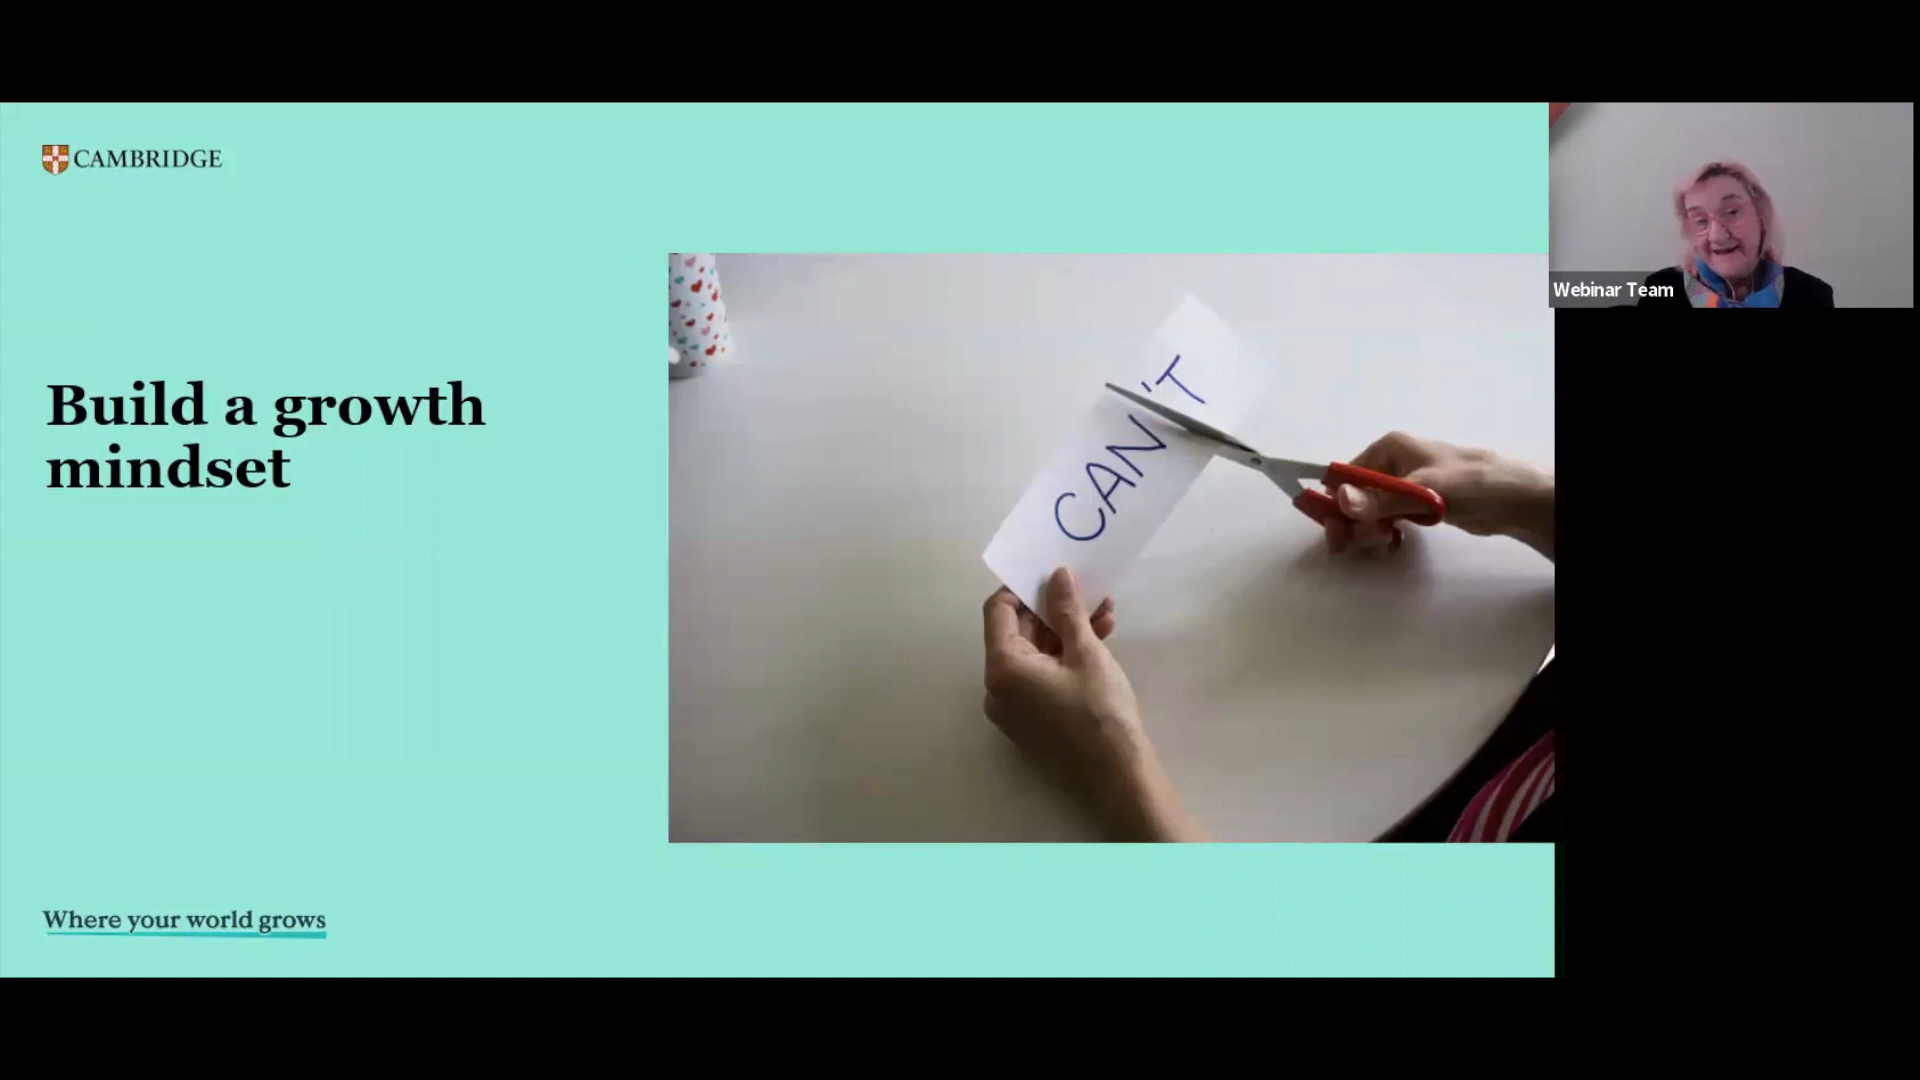 CAMBRIDGE
Build a growth
mindset
CAN'T
Where your world grows
Webinar Team